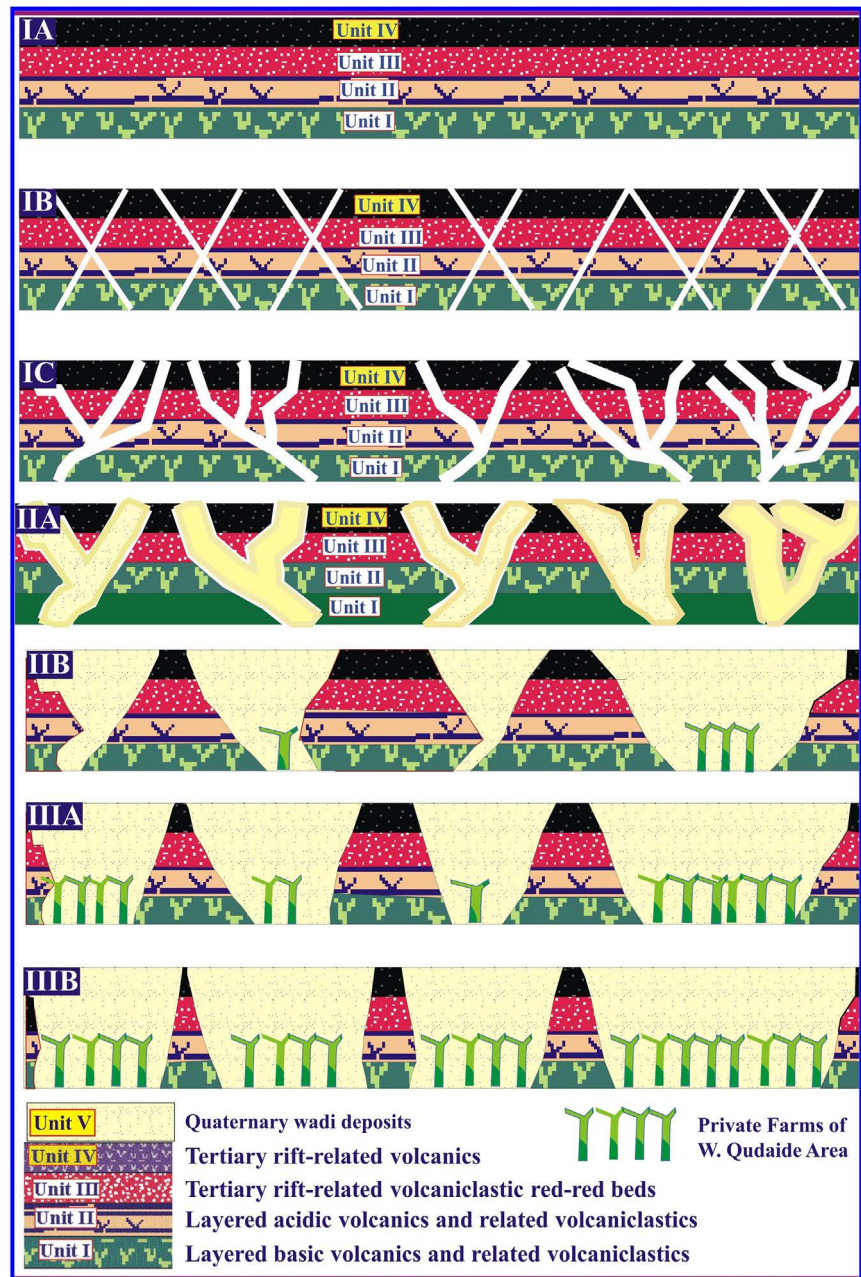 IA
Unit IV
Unit III
Unit II
Unit I
IB
Unit IV
Unit III
Unit II
Unit I
IC
Unit IV
Unit III
Unit II
Unit I
IIA
Unit IV
Unit III
Unit II
Unit I
IIB
IIIA
IIIB
Unit V Quaternary wadi deposits
Unit IV Tertiary rift-related volcanics
Unit III Tertiary rift-related volcaniclastic red-red beds
Unit II Layered acidic volcanics and related volcaniclastics
Unit I Layered basic volcanics and related volcaniclastics
Private Farms of
W. Qudaide Area